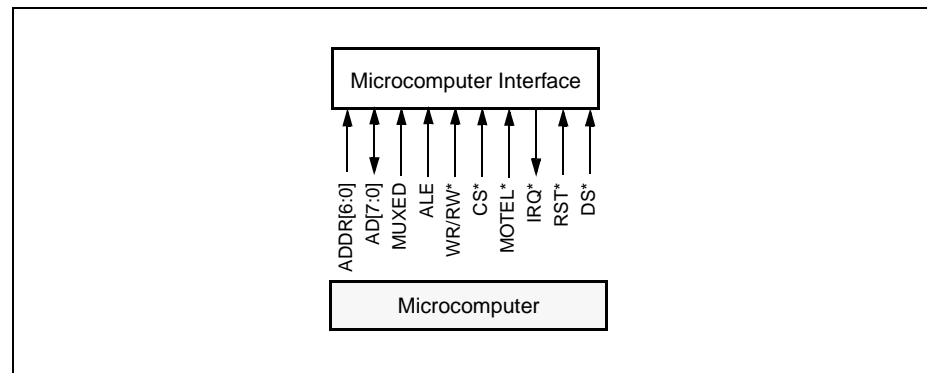 Microcomputer Interface
ADDR[6:0]
AD[7:0]
MUXED
ALE
WR/RW*
CS*
MOTEL*
IRQ*
RST*
DS*
Microcomputer